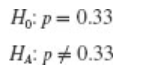 H₀: p = 0.33
Hₐ: p ≠ 0.33